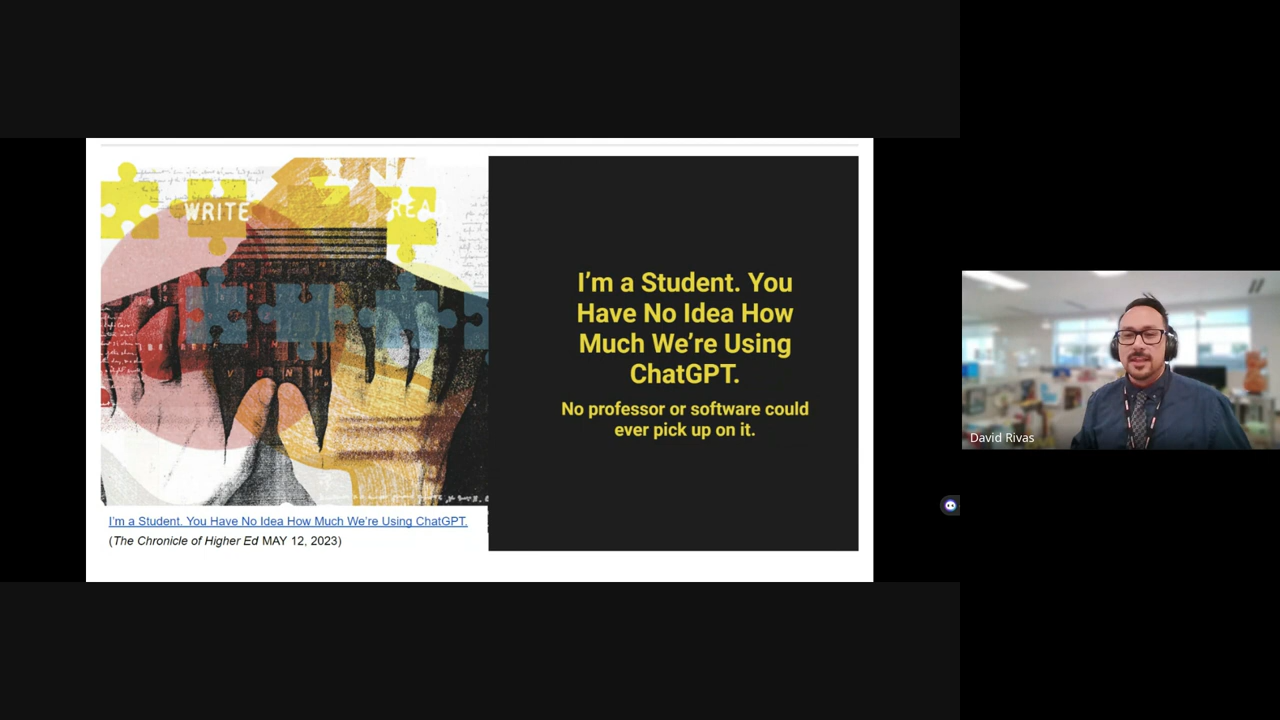 WRITE
REA
V B N M
I'm a Student. You
Have No Idea How
Much We're Using
ChatGPT.
No professor or software could
ever pick up on it.
I'm a Student. You Have No Idea How Much We're Using ChatGPT.
(The Chronicle of Higher Ed MAY 12, 2023)
David Rivas